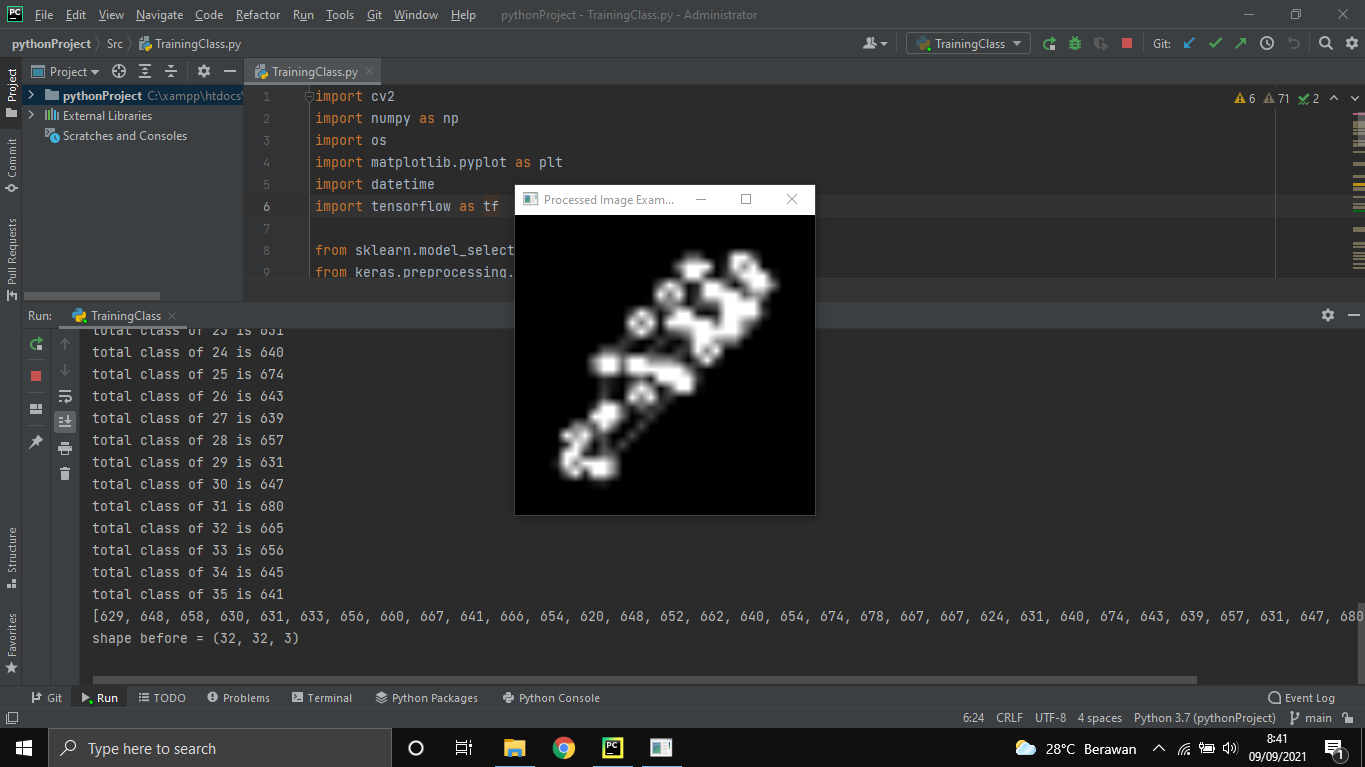 PC File Edit View Navigate Code Refactor Run Tools Git Window Help pythonProject - TrainingClass.py - Administrator
pythonProject Src TrainingClass.py TrainingClass Git:
Project TrainingClass.py
pythonProject C:\xampp\htdocs\
External Libraries
Scratches and Consoles
Project
Commit
Pull Requests
Structure
Favorites
6 71 2
1 import cv2
2 import numpy as np
3 import os
4 import matplotlib.pyplot as plt
5 import datetime
6 import tensorflow as tf
7
8 from sklearn.model_select
9 from keras.preprocessing.
Processed Image Exam...
Run: TrainingClass
total class of 23 is 631
total class of 24 is 640
total class of 25 is 674
total class of 26 is 643
total class of 27 is 639
total class of 28 is 657
total class of 29 is 631
total class of 30 is 647
total class of 31 is 680
total class of 32 is 665
total class of 33 is 656
total class of 34 is 645
total class of 35 is 641
[629, 648, 658, 630, 631, 633, 656, 660, 667, 641, 666, 654, 620, 648, 652, 662, 640, 654, 674, 678, 667, 667, 624, 631, 640, 674, 643, 639, 657, 631, 647, 680
shape before = (32, 32, 3)
Git Run TODO Problems Terminal Python Packages Python Console Event Log
6:24 CRLF UTF-8 4 spaces Python 3.7 (pythonProject) main
Type here to search
PC
28°C Berawan
8:41
09/09/2021
1